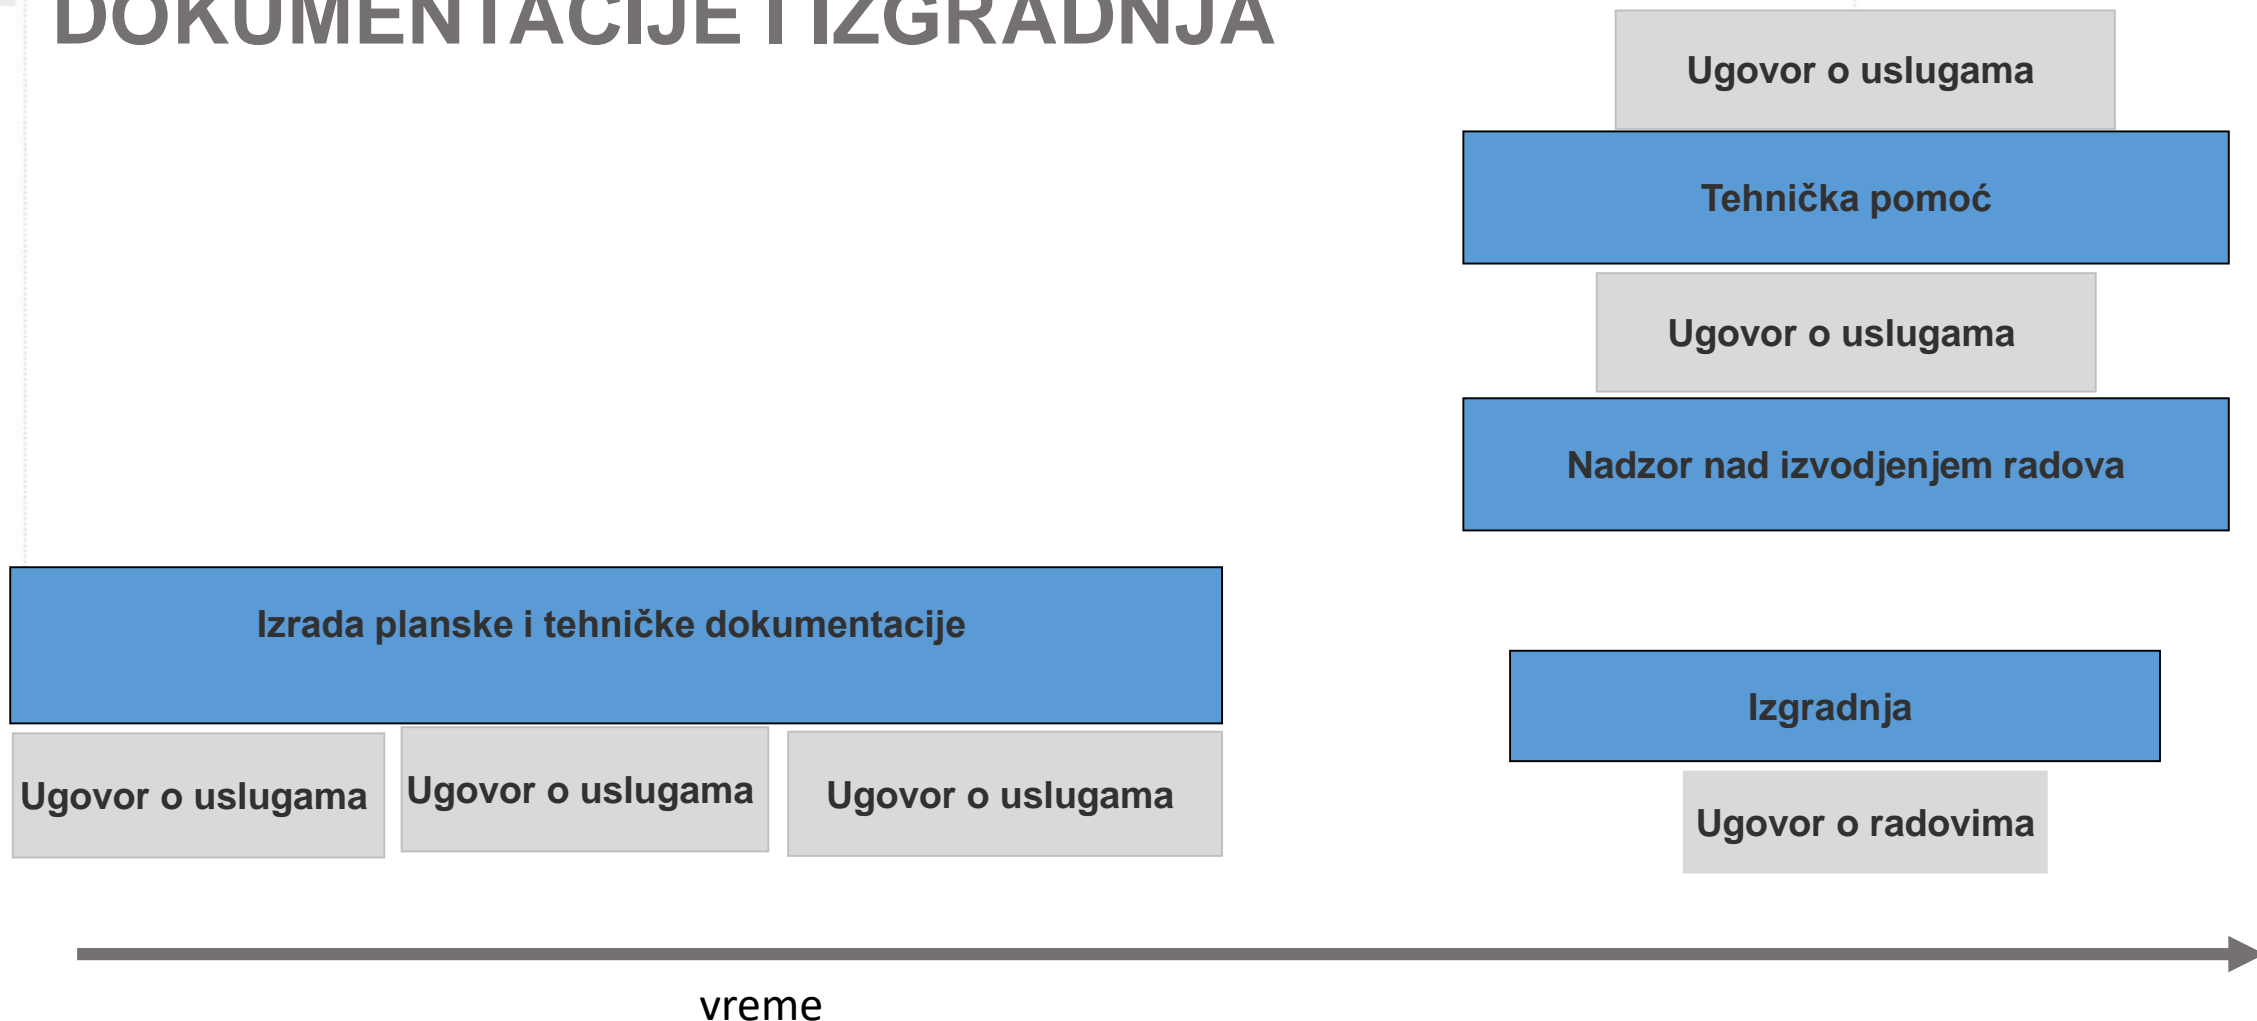 DOKUMENTACIJE I IZGRADNJA
Ugovor o uslugama
Tehnička pomoć
Ugovor o uslugama
Nadzor nad izvodjenjem radova
Izrada planske i tehničke dokumentacije
Izgradnja
Ugovor o uslugama
Ugovor o uslugama
Ugovor o uslugama
Ugovor o radovima
vreme